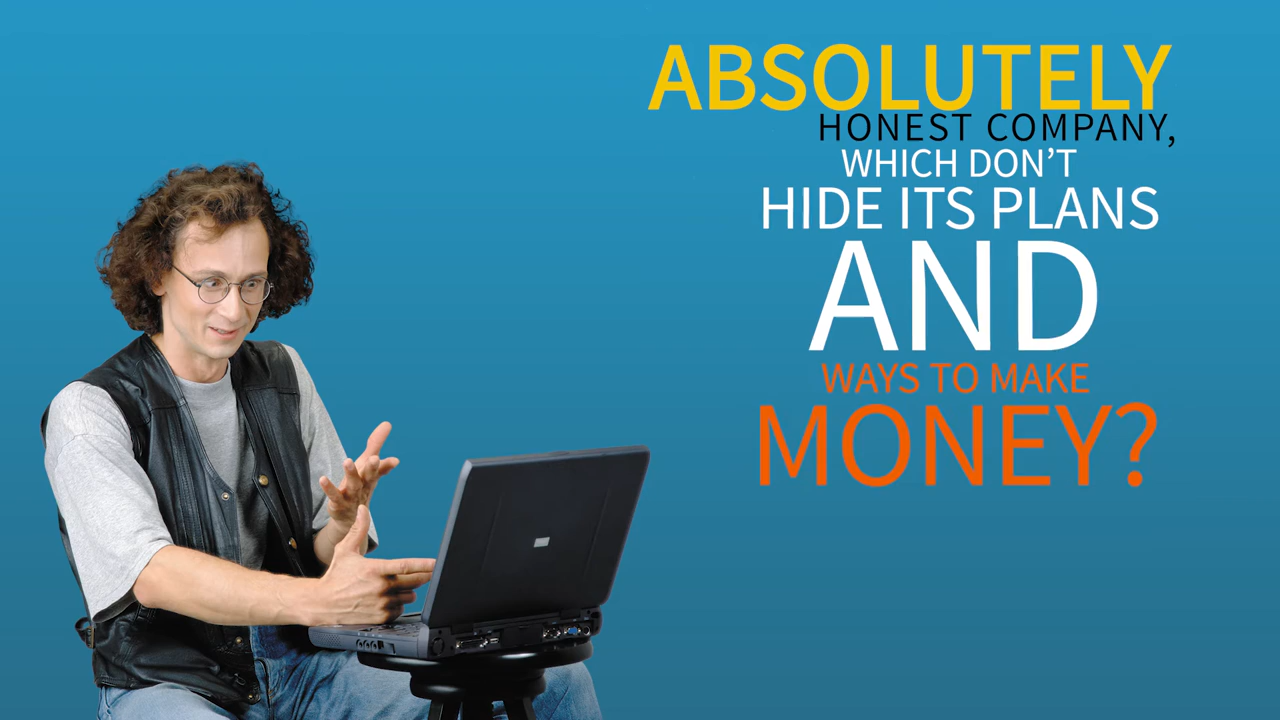 ABSOLUTELY
HONEST COMPANY,
WHICH DON’T
HIDE ITS PLANS
AND
WAYS TO MAKE
MONEY?